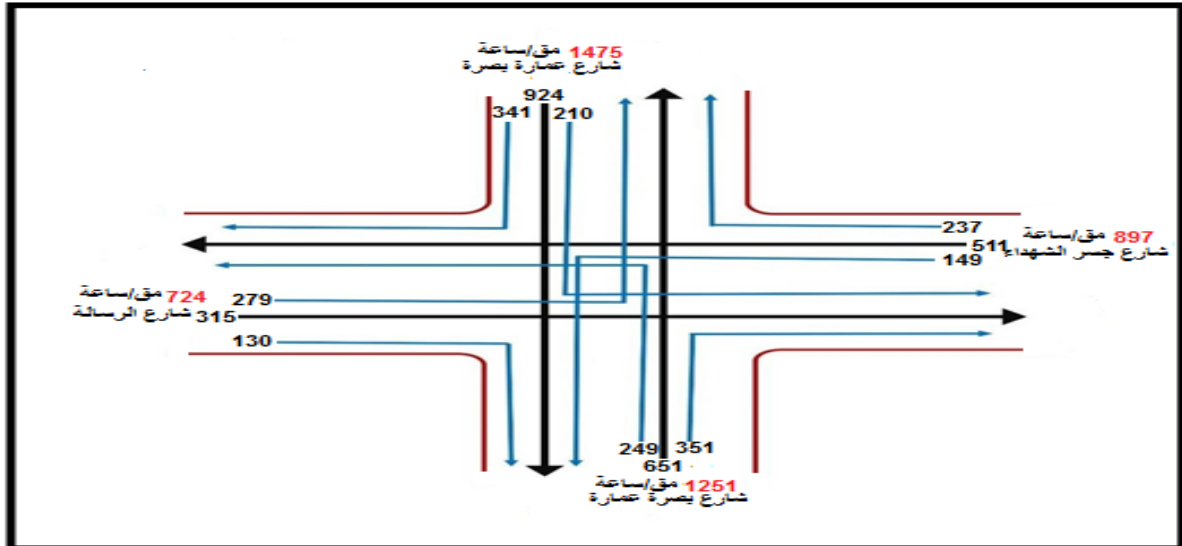 1475 مق/ساعة
شارع عمارة بصرة
924
341 210
237
897 مق/ساعة
511
شارع جسر الشهداء
149
724 مق/ساعة
279
شارع الرسالة 315
130
249 351
651
1251 مق/ساعة
شارع بصرة عمارة